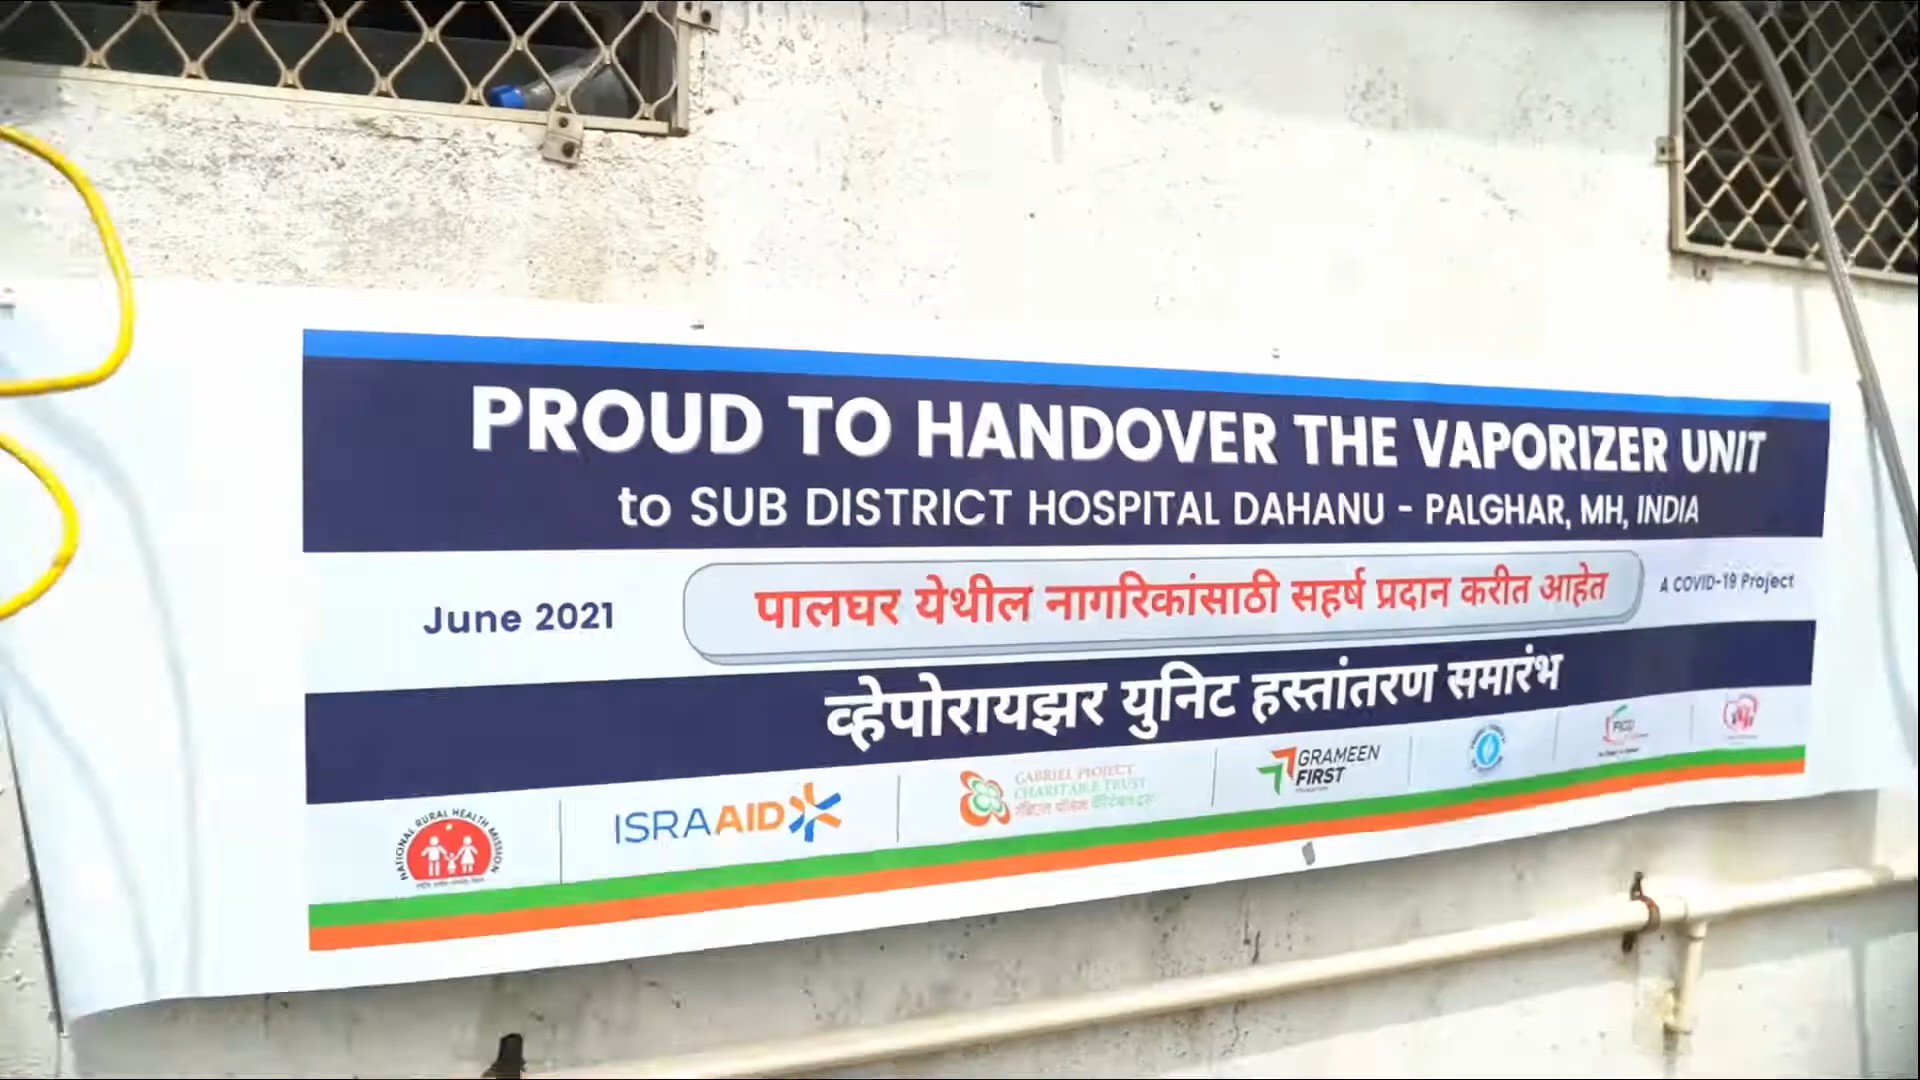 PROUD TO HANDOVER THE VAPORIZER UNIT
to SUB DISTRICT HOSPITAL DAHANU - PALGHAR, MH, INDIA
June 2021
पालघर येथील नागरिकांसाठी सहर्ष प्रदान करीत आहेत
A COVID-19 Project
व्हेपोरायझर युनिट हस्तांतरण समारंभ
NATIONAL RURAL HEALTH MISSION
ISRAAID
GABRIEL PROJECT
CHARITABLE TRUST
GRAMEEN
FIRST